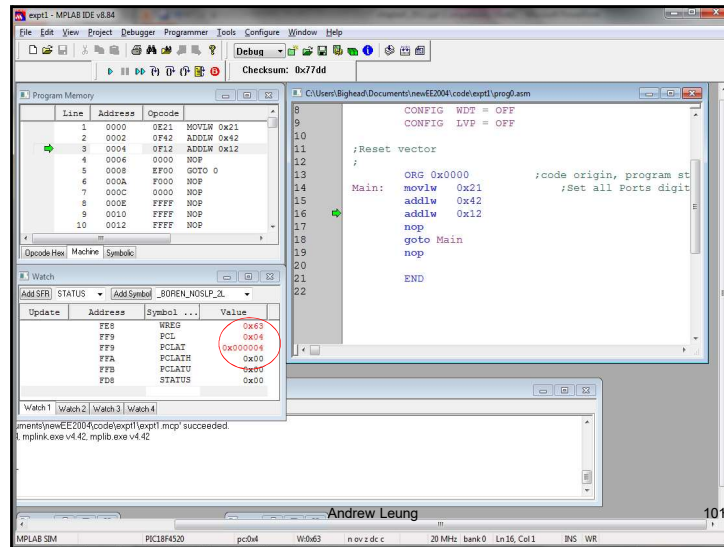 expt1 - MPLAB IDE v8.84
File Edit View Project Debugger Programmer Tools Configure Window Help
Debug
Checksum: 0x77dd
Program Memory
Line Address Opcode
1 0000 0E21 MOVLW 0x21
2 0002 0F42 ADDLW 0x42
3 0004 0F12 ADDLW 0x12
4 0006 0000 NOP
5 0008 EF00 GOTO 0
6 000A F000 NOP
7 000C 0000 NOP
8 000E FFFF NOP
9 0010 FFFF NOP
10 0012 FFFF NOP
Opcode Hex Machine Symbolic
C:\Users\Bighead\Documents\newEE2004\code\expt1\prog0.asm
8 CONFIG WDT = OFF
9 CONFIG LVP = OFF
10
11 ;Reset vector
12 ;
13 ORG 0x0000 ;code origin, program st
14 Main: movlw 0x21 ;Set all Ports digit
15 addlw 0x42
16 addlw 0x12
17 nop
18 goto Main
19 nop
20
21 END
22
Watch
Add SFR STATUS Add Symbol _BOREN_NOSLP_2L
Update Address Symbol ... Value
FE8 WREG 0x63
FF9 PCL 0x04
FF9 PCLAT 0x000004
FFA PCLATH 0x00
FFB PCLATU 0x00
FD8 STATUS 0x00
Watch 1 Watch 2 Watch 3 Watch 4
uments\newEE2004\code\expt1\expt1.mcp' succeeded.
, mplink.exe v4.42, mplib.exe v4.42
Andrew Leung 101
MPLAB SIM PIC18F4520 pc:0x4 W:0x63 n ov z dc c 20 MHz bank 0 Ln 16, Col 1 INS WR